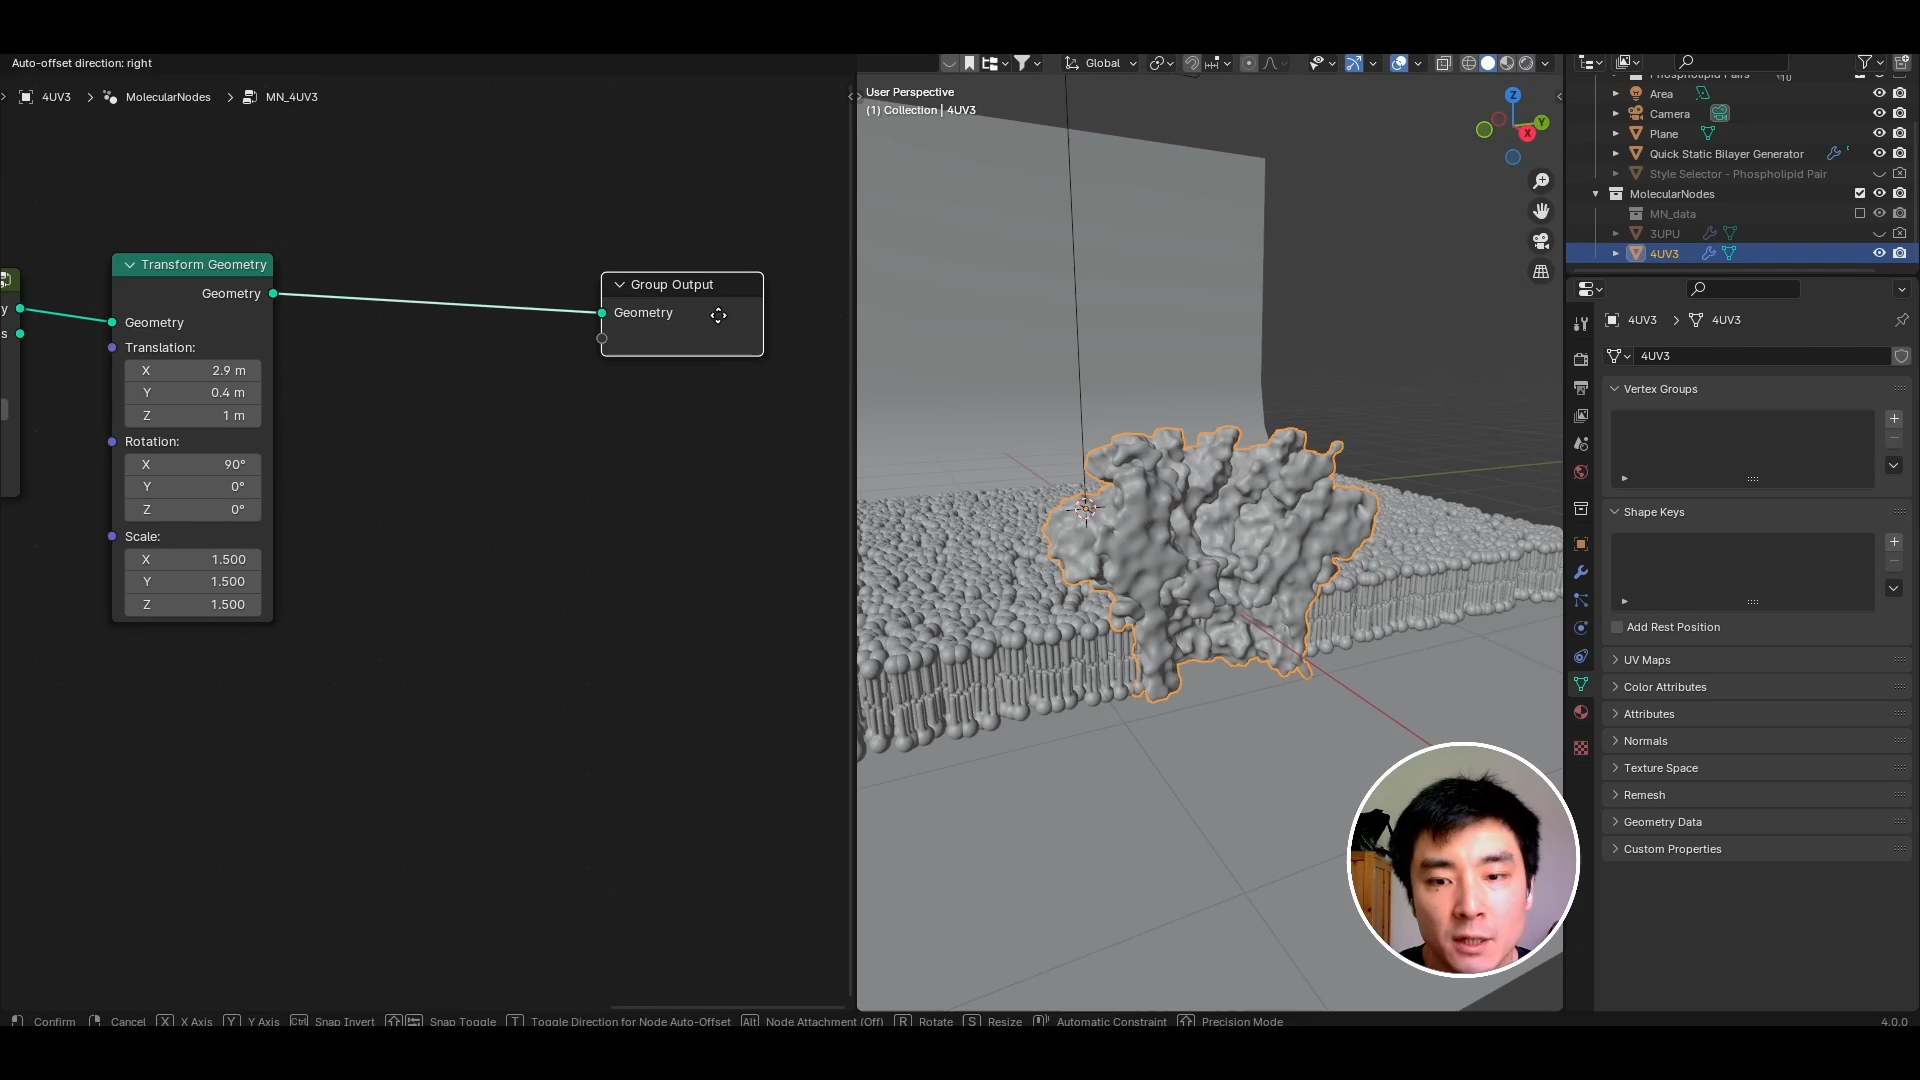 Auto-offset direction: right
Global
4UV3
MolecularNodes
MN_4UV3
User Perspective
(1) Collection | 4UV3
Z
Y
X
Transform Geometry
Geometry
Geometry
Translation:
X 2.9 m
Y 0.4 m
Z 1 m
Rotation:
X 90°
Y 0°
Z 0°
Scale:
X 1.500
Y 1.500
Z 1.500
y
s
Group Output
Geometry
Phospholipid Pairs
Area
Camera
Plane
Quick Static Bilayer Generator
Style Selector - Phospholipid Pair
MolecularNodes
MN_data
3UPU
4UV3
4UV3
4UV3
4UV3
Vertex Groups
Shape Keys
Add Rest Position
UV Maps
Color Attributes
Attributes
Normals
Texture Space
Remesh
Geometry Data
Custom Properties
Confirm Cancel X X Axis Y Y Axis Ctrl Snap Invert Snap Toggle T Toggle Direction for Node Auto-Offset Alt Node Attachment (Off) R Rotate S Resize Automatic Constraint Precision Mode
4.0.0